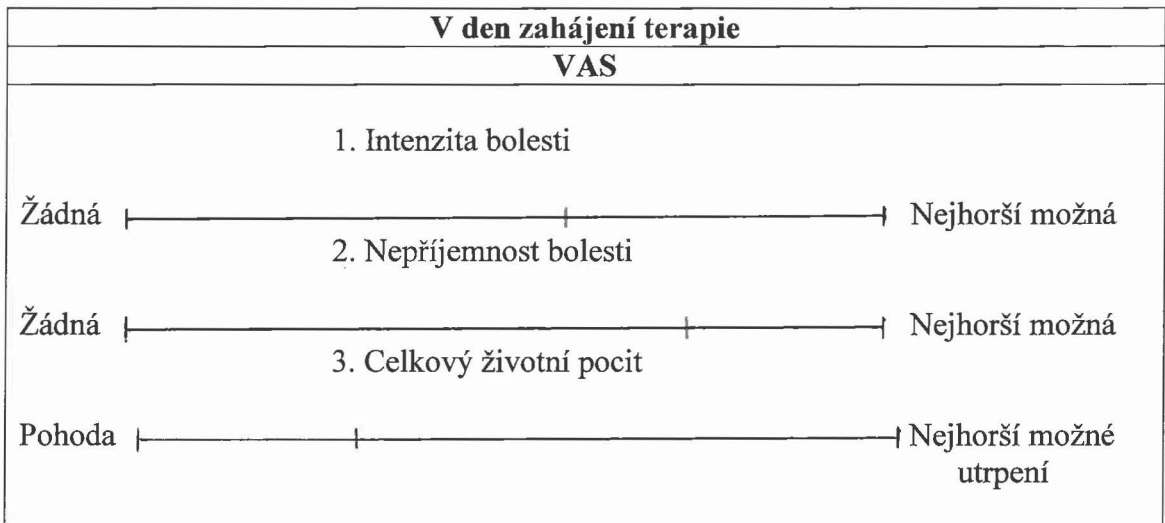 V den zahájení terapie
VAS
1. Intenzita bolesti
Žádná Nejhorší možná
2. Nepříjemnost bolesti
Žádná Nejhorší možná
3. Celkový životní pocit
Pohoda Nejhorší možné
utrpení